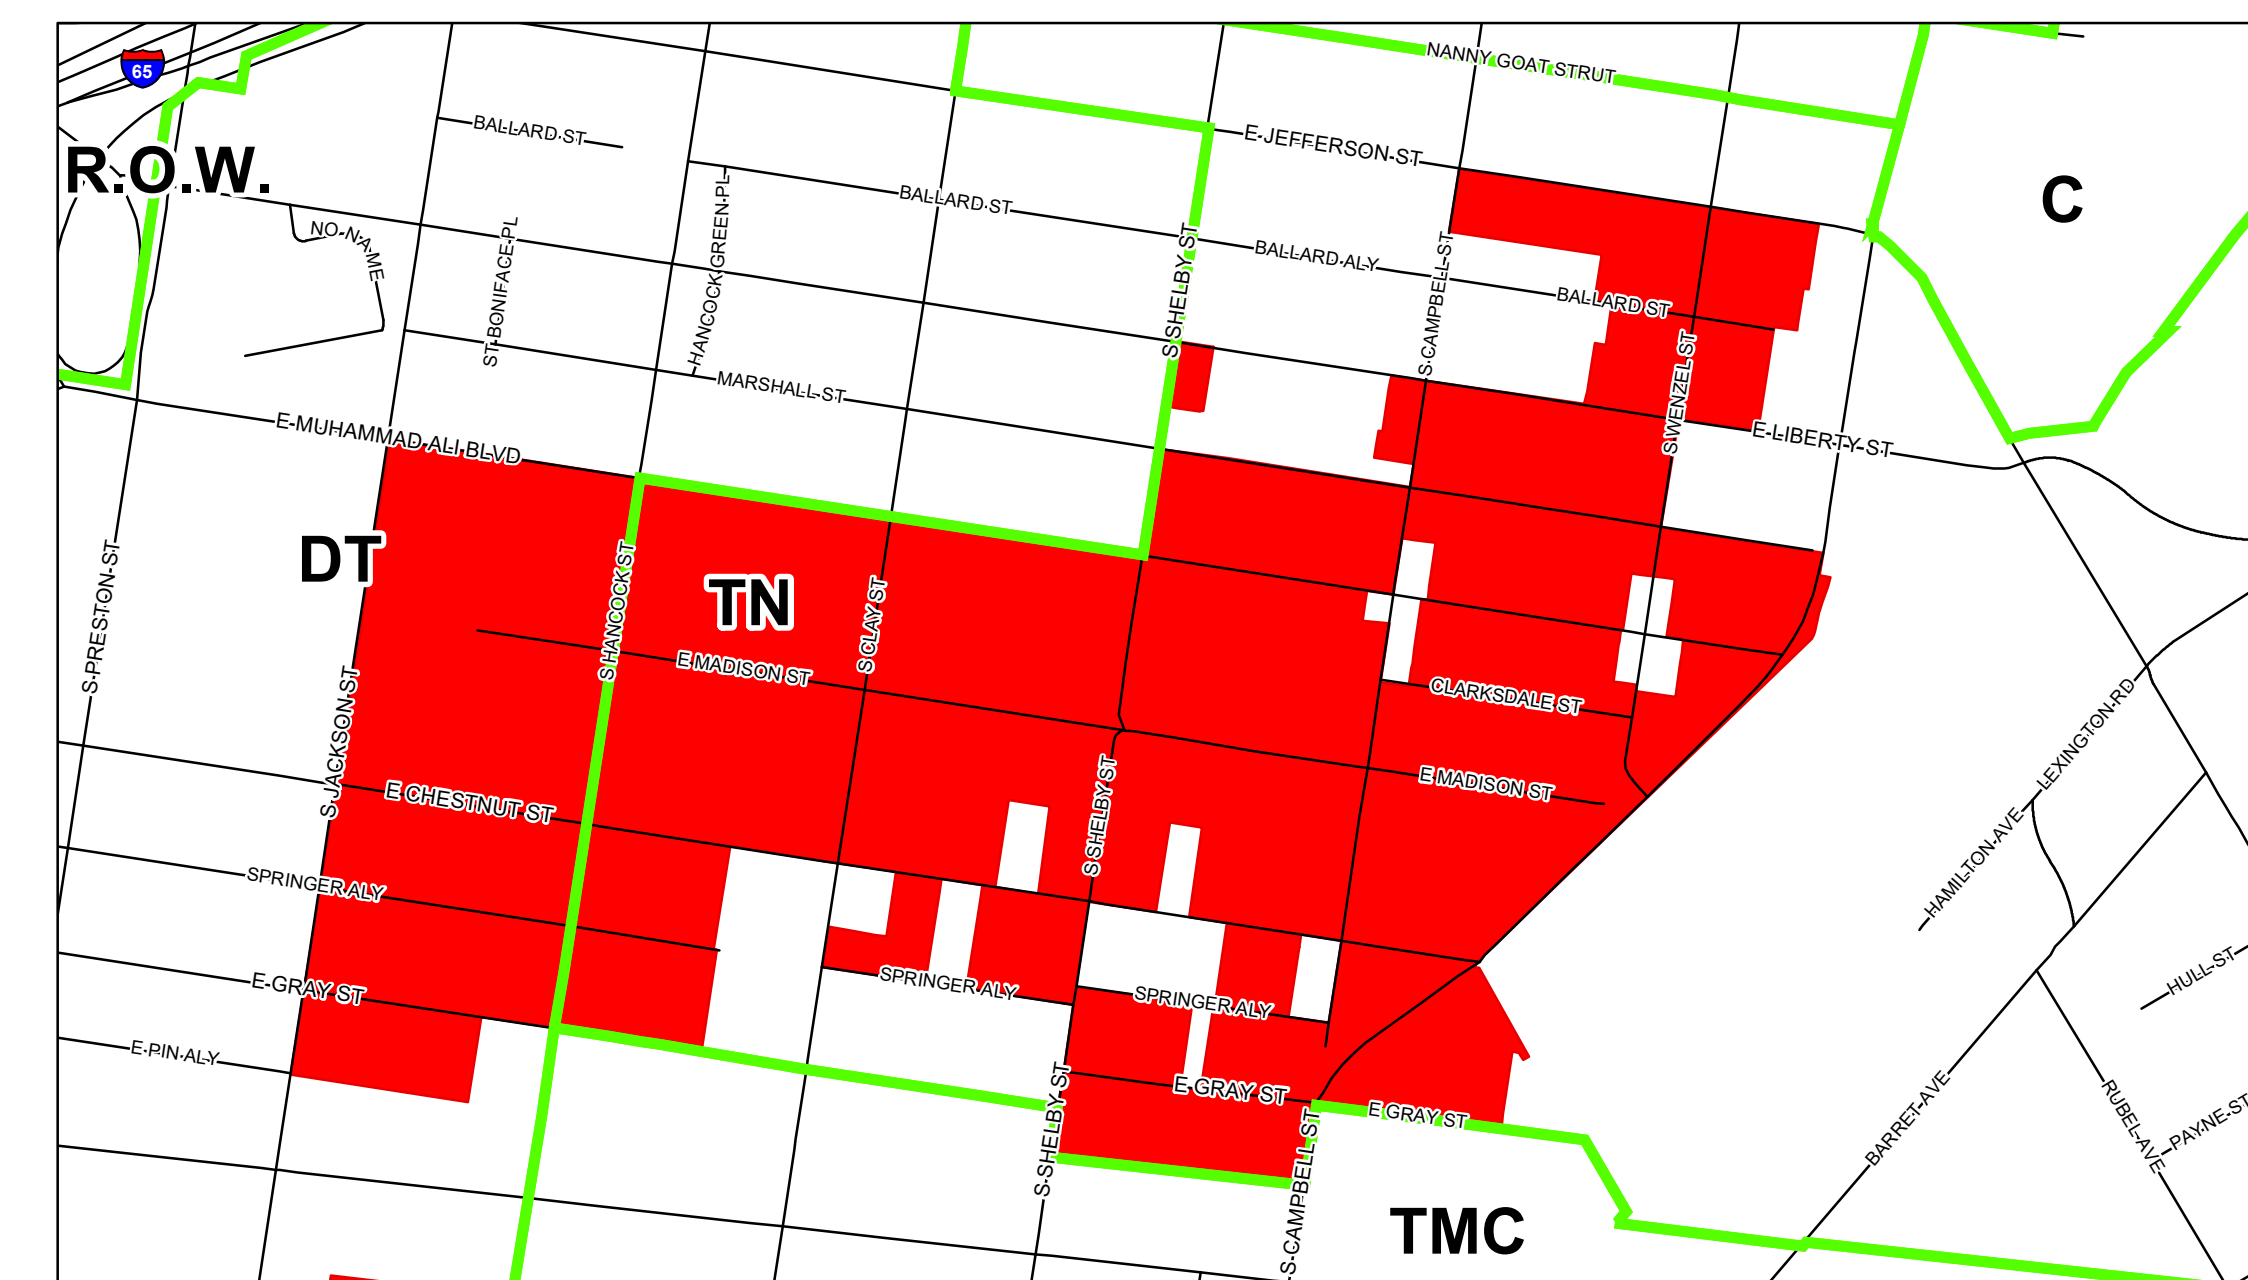 NANNY GOAT STRUT
65
BALLARD ST
E JEFFERSON ST
R.O.W.
C
BALLARD ST
NO NAME
ST BONIFACE PL
HANCOCK GREEN PL
S SHELBY ST
BALLARD ALY
S CAMPBELL ST
BALLARD ST
S WENZEL ST
MARSHALL ST
E MUHAMMAD ALI BLVD
E LIBERTY ST
DT
TN
S PRESTON ST
S HANCOCK ST
S CLAY ST
E MADISON ST
CLARKSDALE ST
S JACKSON ST
E MADISON ST
LEXINGTON RD
E CHESTNUT ST
S SHELBY ST
HAMILTON AVE
SPRINGER ALY
E GRAY ST
SPRINGER ALY
SPRINGER ALY
HULL ST
E PIN ALY
S SHELBY ST
E GRAY ST
E GRAY ST
BARRET AVE
RUBEL AVE
PAYNE ST
S CAMPBELL ST
TMC